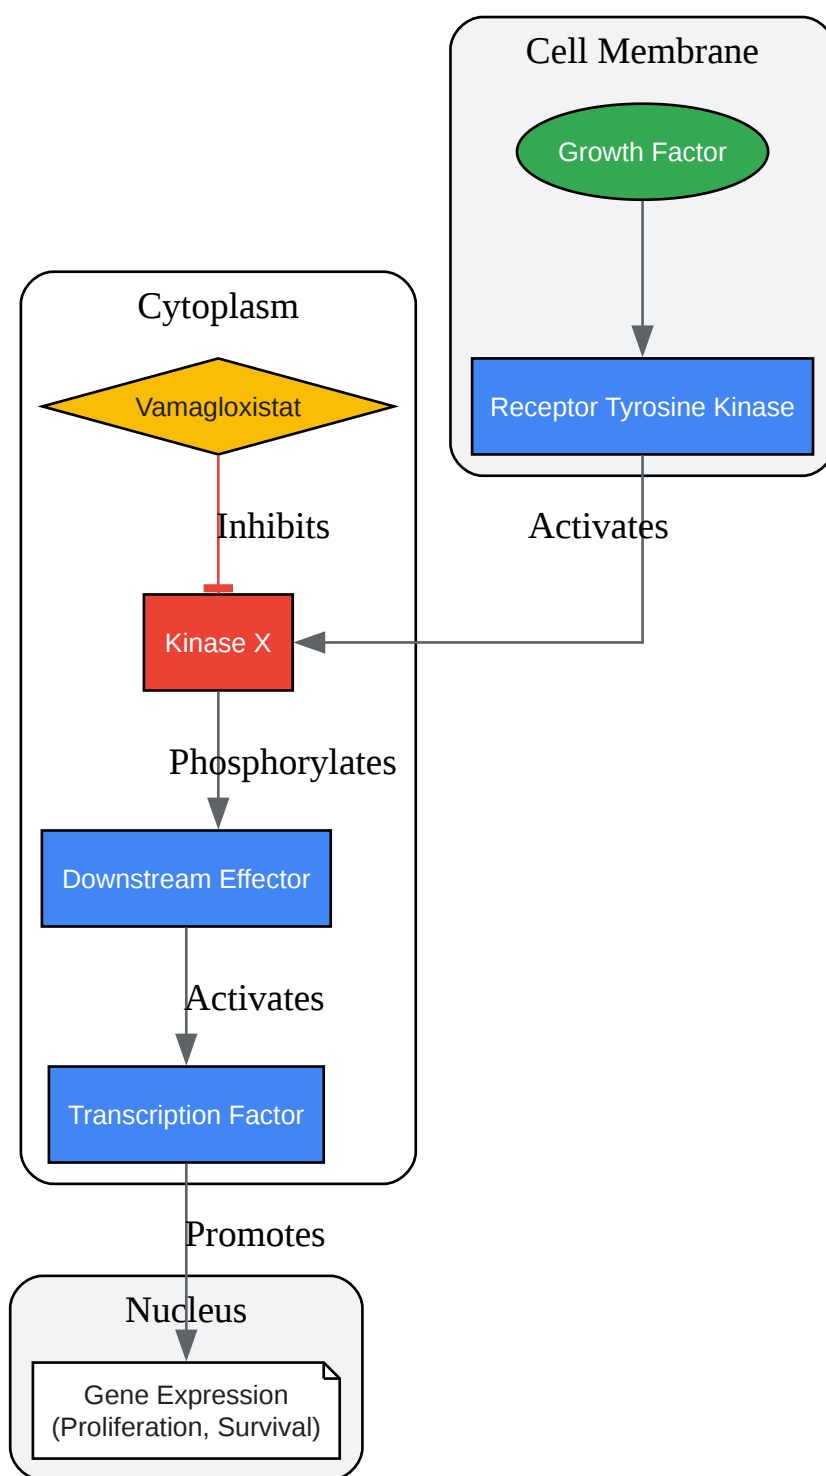 Cell Membrane
Growth Factor
Receptor Tyrosine Kinase
Activates
Cytoplasm
Vamagloxistat
Inhibits
Kinase X
Phosphorylates
Downstream Effector
Activates
Transcription Factor
Promotes
Nucleus
Gene Expression
(Proliferation, Survival)